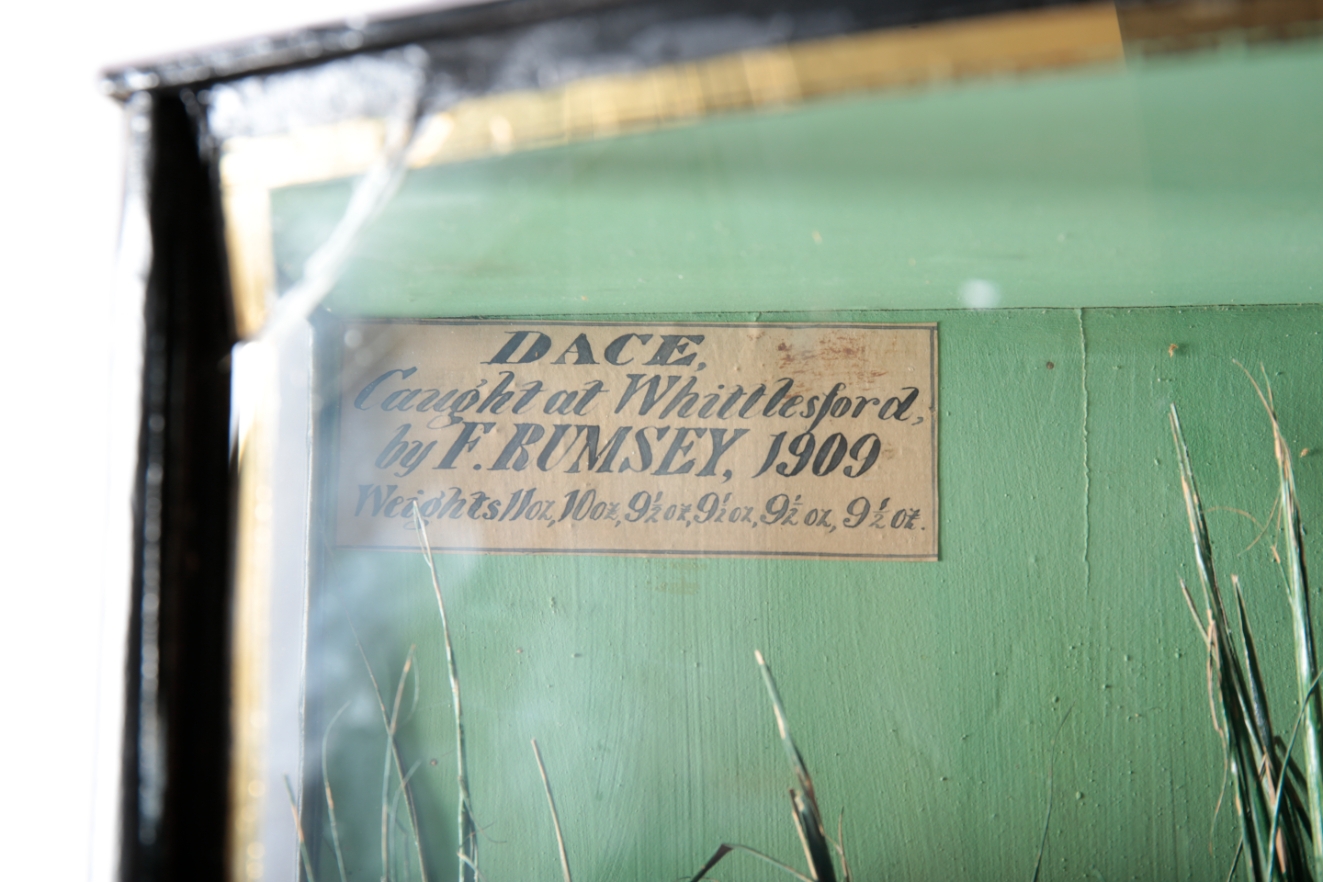 DACE,
Caught at Whittlesford,
by F. RUMSEY, 1909
Weights 11oz, 10oz, 9½oz, 9½oz, 9½oz, 9½oz.